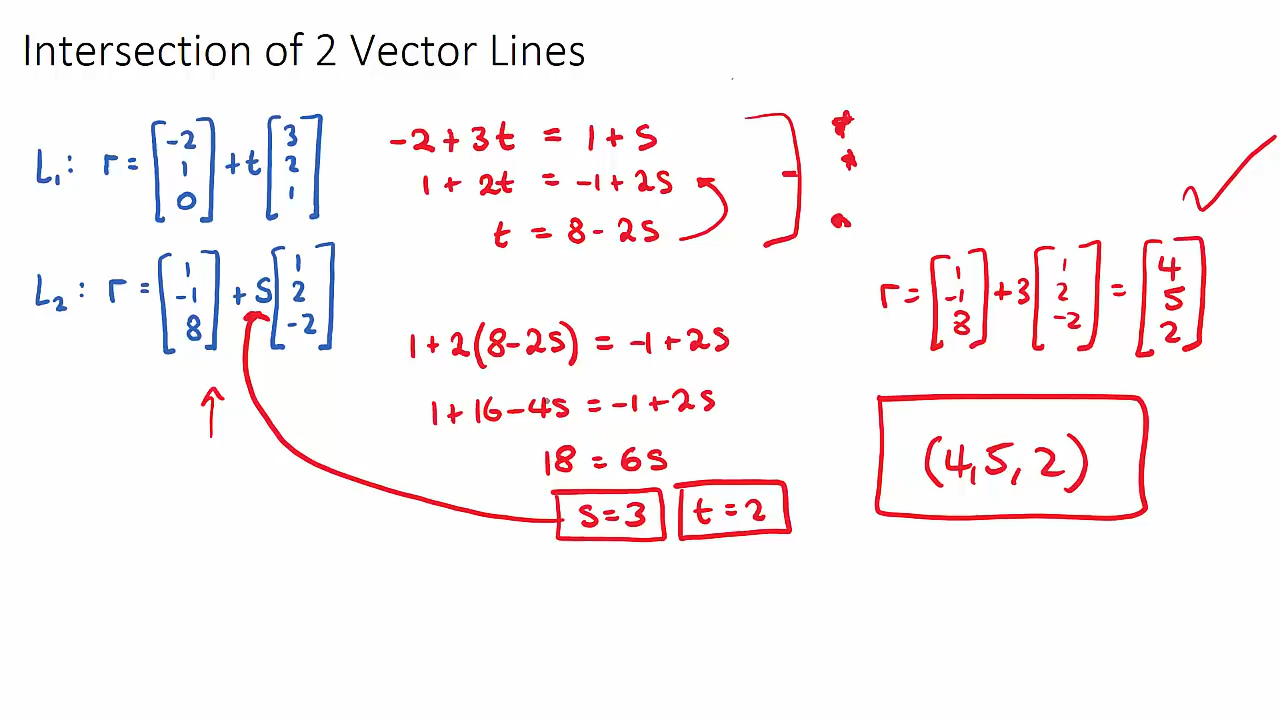 Intersection of 2 Vector Lines
L₁: r = [-2 1 0] + t [3 2 1]
L₂: r = [1 -1 8] + s [1 2 -2]
-2 + 3t = 1 + s
1 + 2t = -1 + 2s
t = 8 - 2s
1 + 2(8 - 2s) = -1 + 2s
1 + 16 - 4s = -1 + 2s
18 = 6s
s = 3
t = 2
r = [1 -1 8] + 3 [1 2 -2] = [4 5 2]
(4, 5, 2)